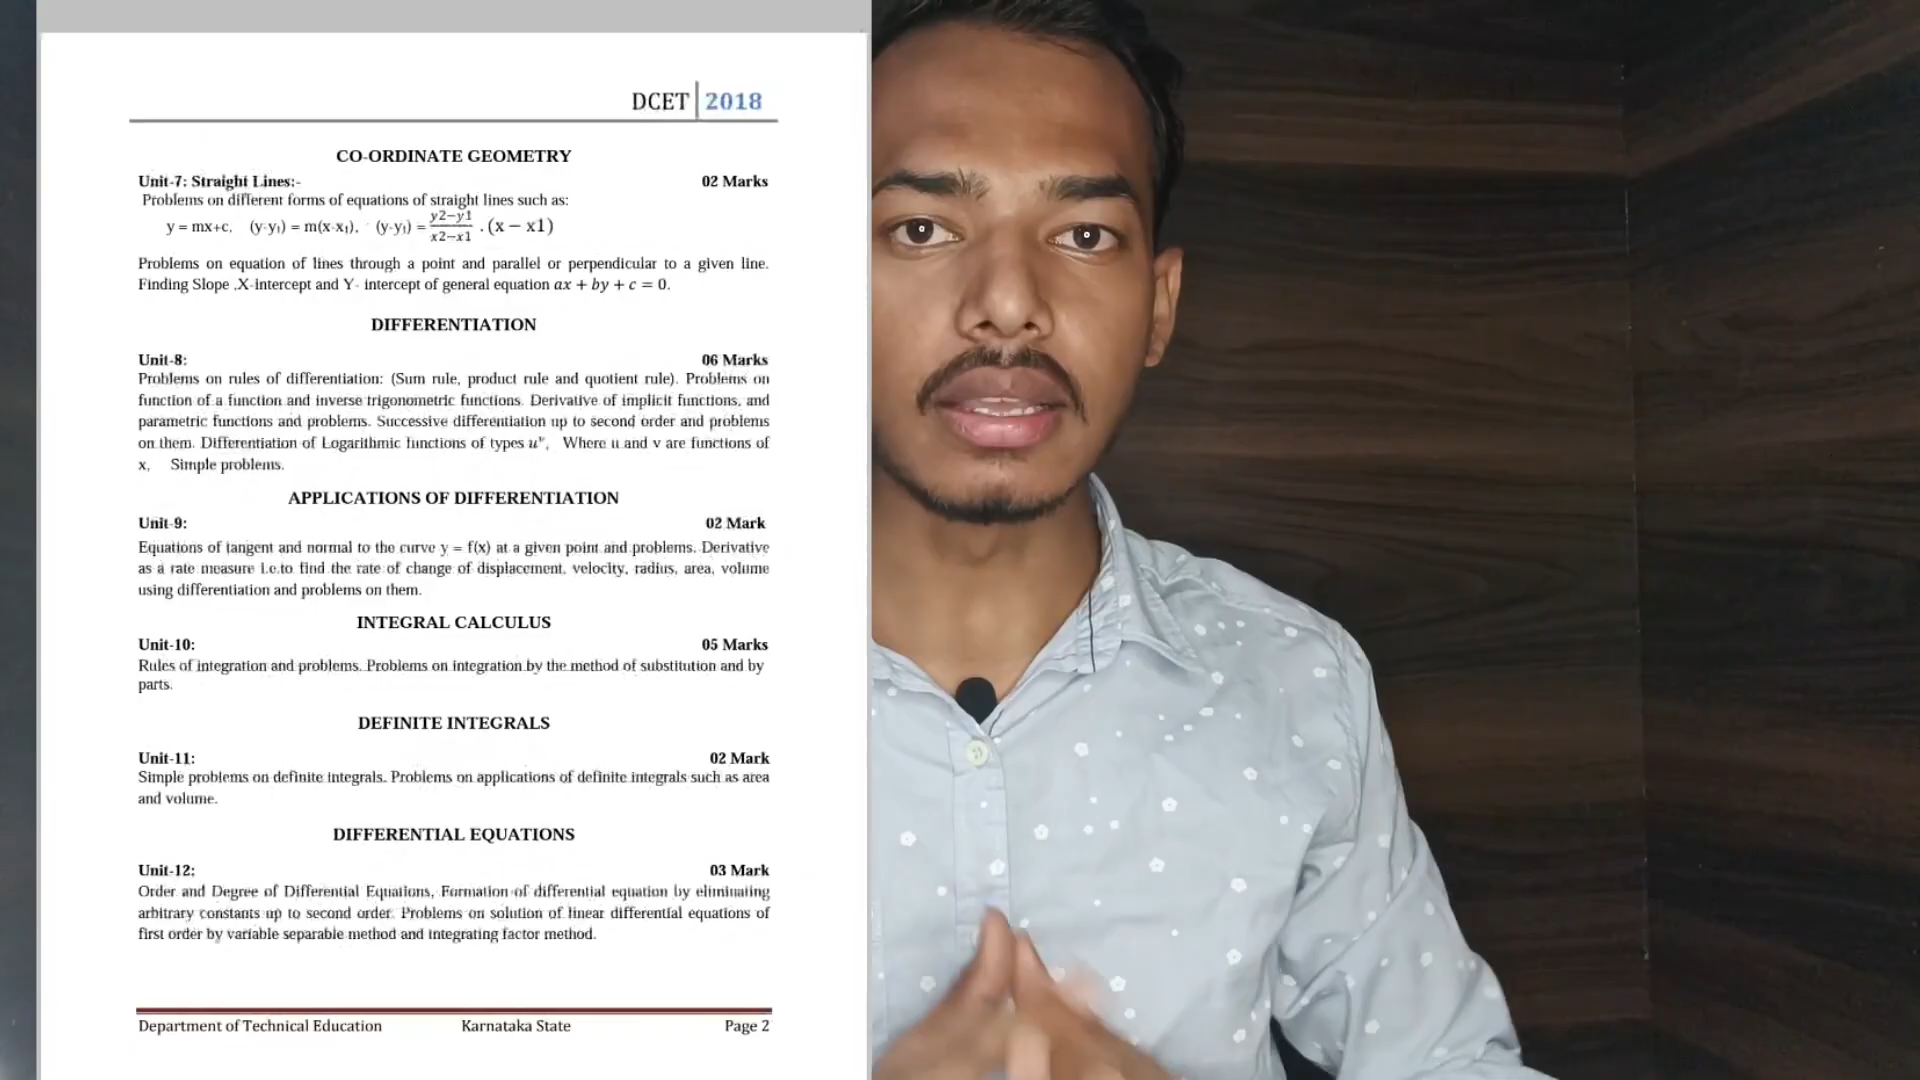 DCET 2018
CO-ORDINATE GEOMETRY
Unit-7: Straight Lines:- 02 Marks
Problems on different forms of equations of straight lines such as:
y = mx+c, (y-y₁) = m(x-x₁), (y-y₁) = y2−y1/x2−x1 . (x − x1)
Problems on equation of lines through a point and parallel or perpendicular to a given line.
Finding Slope ,X-intercept and Y- intercept of general equation ax + by + c = 0.
DIFFERENTIATION
Unit-8: 06 Marks
Problems on rules of differentiation: (Sum rule, product rule and quotient rule). Problems on
function of a function and inverse trigonometric functions. Derivative of implicit functions, and
parametric functions and problems. Successive differentiation up to second order and problems
on them. Differentiation of Logarithmic functions of types uᵛ, Where u and v are functions of
x, Simple problems.
APPLICATIONS OF DIFFERENTIATION
Unit-9: 02 Mark
Equations of tangent and normal to the curve y = f(x) at a given point and problems. Derivative
as a rate measure i.e.to find the rate of change of displacement, velocity, radius, area, volume
using differentiation and problems on them.
INTEGRAL CALCULUS
Unit-10: 05 Marks
Rules of integration and problems. Problems on integration by the method of substitution and by
parts.
DEFINITE INTEGRALS
Unit-11: 02 Mark
Simple problems on definite integrals. Problems on applications of definite integrals such as area
and volume.
DIFFERENTIAL EQUATIONS
Unit-12: 03 Mark
Order and Degree of Differential Equations, Formation of differential equation by eliminating
arbitrary constants up to second order. Problems on solution of linear differential equations of
first order by variable separable method and integrating factor method.
Department of Technical Education Karnataka State Page 2